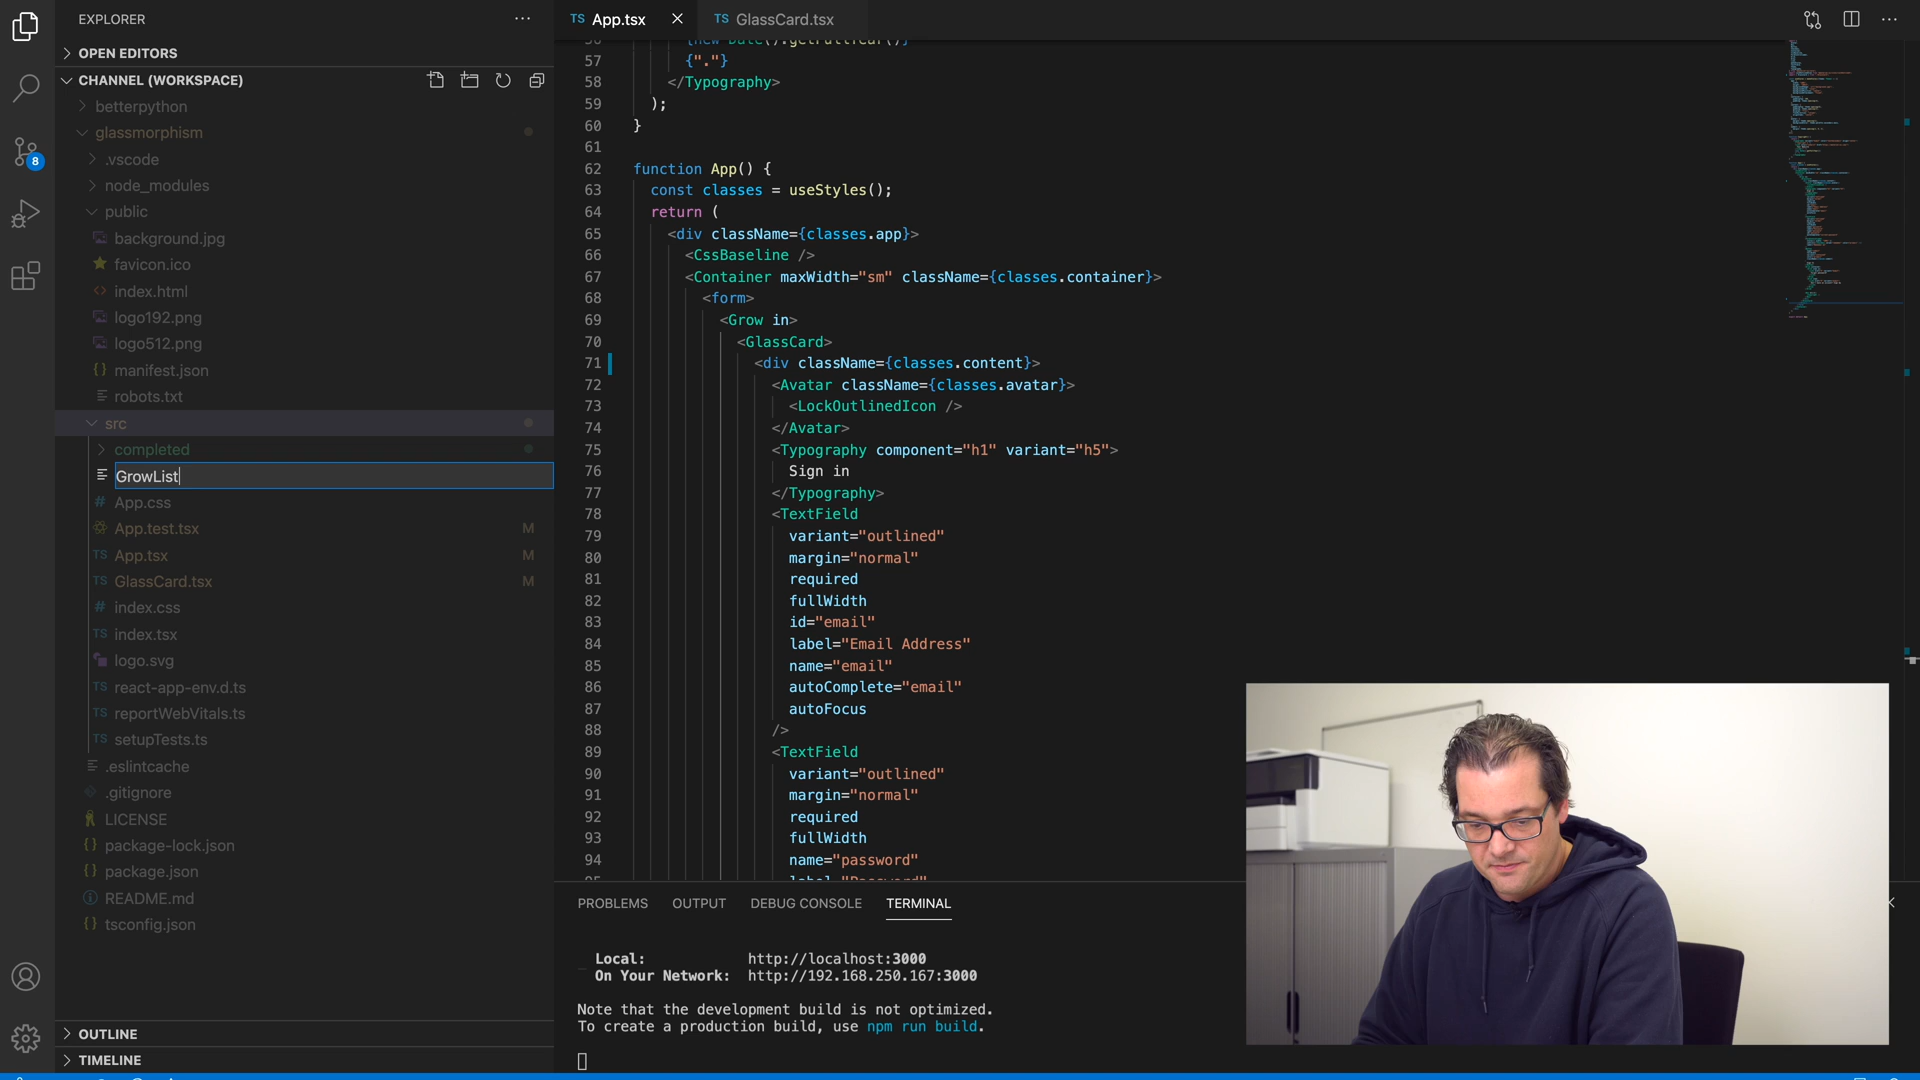 EXPLORER
OPEN EDITORS
CHANNEL (WORKSPACE)
betterpython
glassmorphism
.vscode
node_modules
public
background.jpg
favicon.ico
index.html
logo192.png
logo512.png
manifest.json
robots.txt
src
completed
GrowList
App.css
App.test.tsx M
App.tsx M
GlassCard.tsx M
index.css
index.tsx
logo.svg
react-app-env.d.ts
reportWebVitals.ts
setupTests.ts
.eslintcache
.gitignore
LICENSE
package-lock.json
package.json
README.md
tsconfig.json
OUTLINE
TIMELINE
8
TS App.tsx
TS GlassCard.tsx
56 {new Date().getFullYear()}
57 {"."}
58 </Typography>
59 );
60 }
61
62 function App() {
63 const classes = useStyles();
64 return (
65 <div className={classes.app}>
66 <CssBaseline />
67 <Container maxWidth="sm" className={classes.container}>
68 <form>
69 <Grow in>
70 <GlassCard>
71 <div className={classes.content}>
72 <Avatar className={classes.avatar}>
73 <LockOutlinedIcon />
74 </Avatar>
75 <Typography component="h1" variant="h5">
76 Sign in
77 </Typography>
78 <TextField
79 variant="outlined"
80 margin="normal"
81 required
82 fullWidth
83 id="email"
84 label="Email Address"
85 name="email"
86 autoComplete="email"
87 autoFocus
88 />
89 <TextField
90 variant="outlined"
91 margin="normal"
92 required
93 fullWidth
94 name="password"
95 label="Password"
PROBLEMS OUTPUT DEBUG CONSOLE TERMINAL
Local: http://localhost:3000
On Your Network: http://192.168.250.167:3000
Note that the development build is not optimized.
To create a production build, use npm run build.